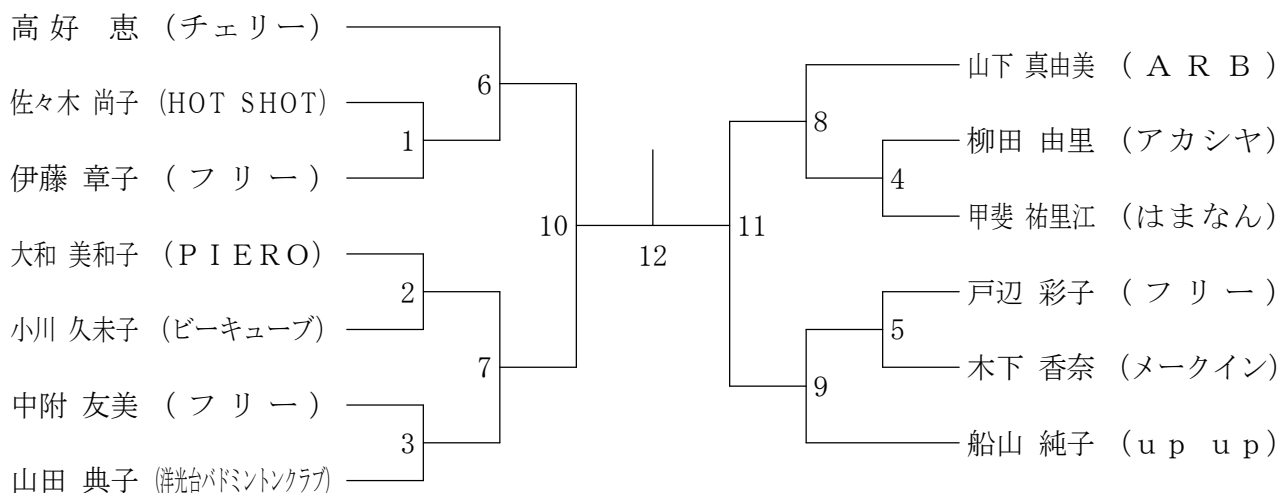 高好 恵 (チェリー)
佐々木 尚子 (HOT SHOT)
伊藤 章子 (フリー)
大和 美和子 (PIERO)
小川 久未子 (ビーキューブ)
中附 友美 (フリー)
山田 典子 (洋光台バドミントンクラブ)
6
1
2
7
3
10
12
11
8
4
5
9
山下 真由美 (ARB)
柳田 由里 (アカシヤ)
甲斐 祐里江 (はまなん)
戸辺 彩子 (フリー)
木下 香奈 (メークイン)
船山 純子 (up up)